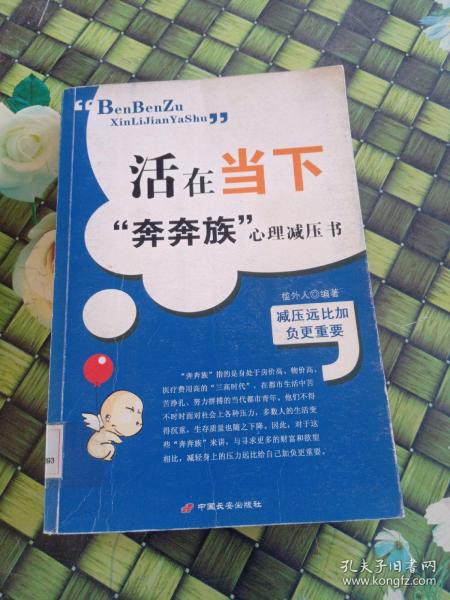 “BenBenZu
XinLiJianYaShu”
活在当下
“奔奔族”心理减压书
槛外人◎编著
减压远比加
负更重要
“奔奔族”指的是身处于房价高、物价高、
医疗费用高的“三高时代”，在都市生活中苦
苦挣扎、努力拼搏的当代都市青年。他们不得
不时时面对社会上各种压力，多数人的生活变
得沉重，生存质量也随之下降。因此，对于这
些“奔奔族”来讲，与寻求更多的财富和欲望
相比，减轻身上的压力远比给自己加负更重要。
中国长安出版社
93
孔夫子旧书网
www.kongfz.com